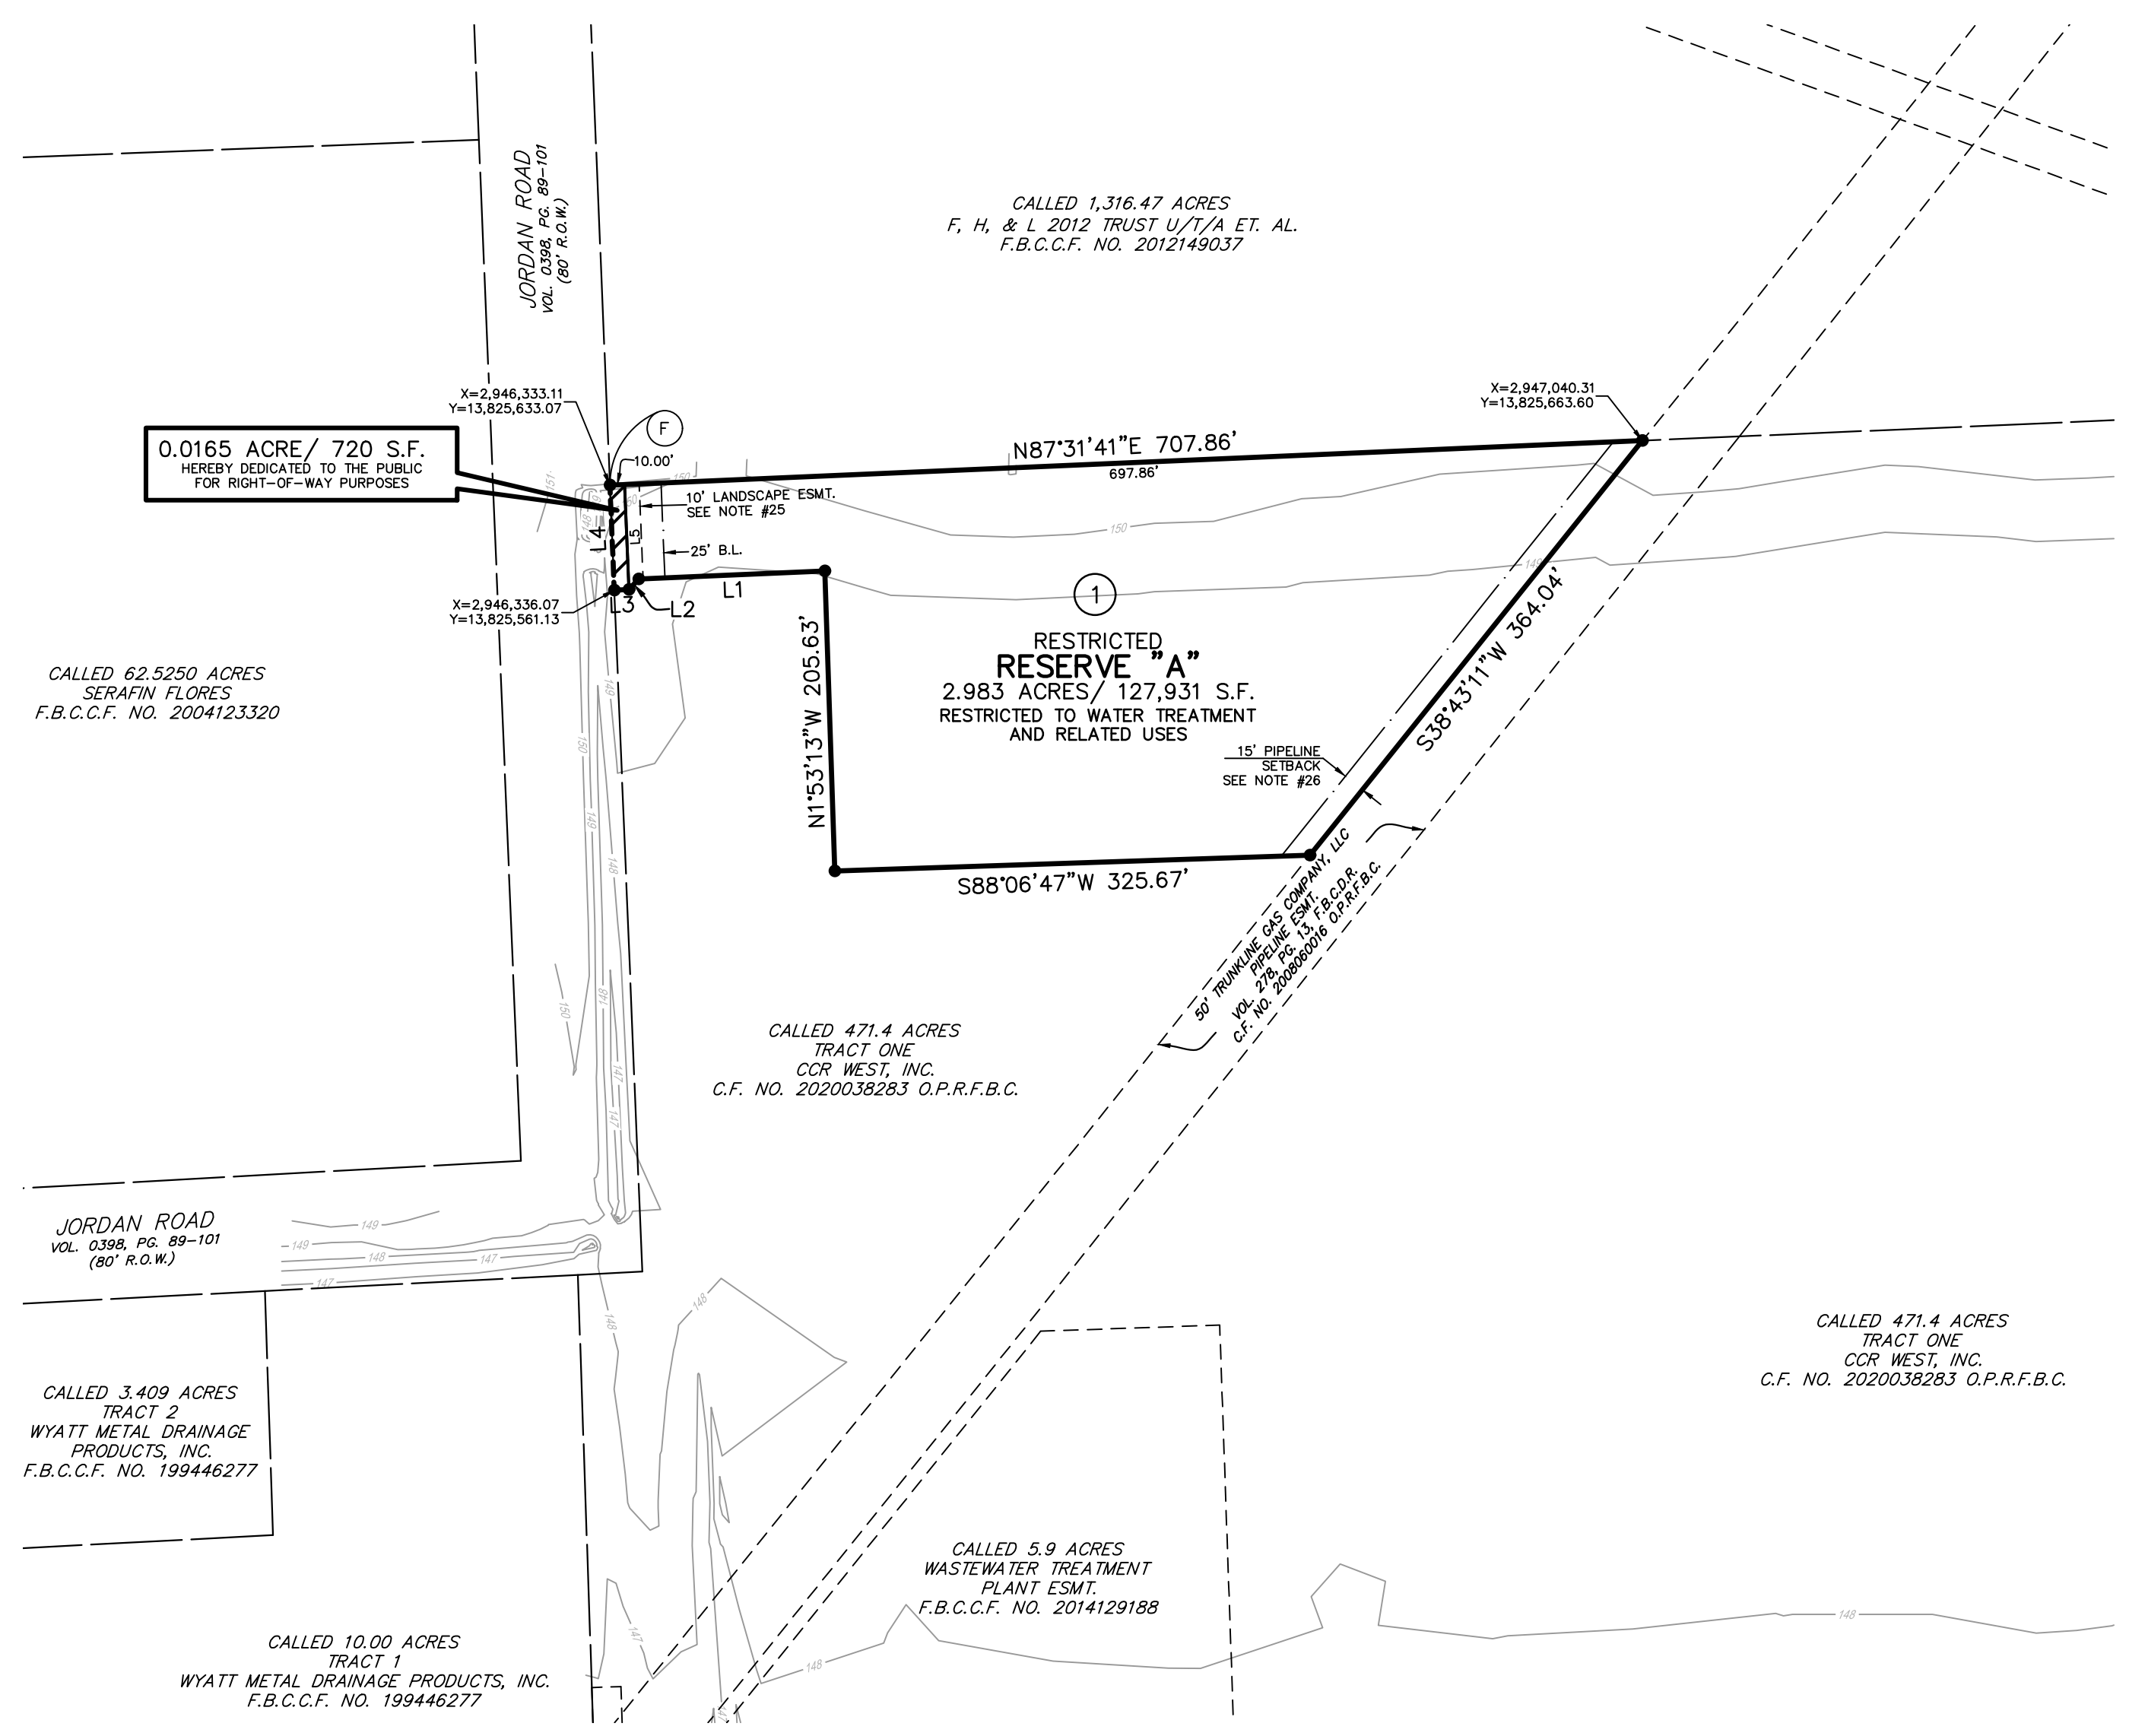 JORDAN ROAD
VOL. 0398, PG. 89-101
(80' R.O.W.)
CALLED 1,316.47 ACRES
F, H, & L 2012 TRUST U/T/A ET. AL.
F.B.C.C.F. NO. 2012149037
X=2,946,333.11
Y=13,825,633.07
X=2,947,040.31
Y=13,825,663.60
0.0165 ACRE/ 720 S.F.
HEREBY DEDICATED TO THE PUBLIC
FOR RIGHT-OF-WAY PURPOSES
F
10.00'
N87°31'41"E 707.86'
697.86'
151
150
150
148
10' LANDSCAPE ESMT.
SEE NOTE #25
L4
L5
25' B.L.
150
149
X=2,946,336.07
Y=13,825,561.13
L3
L2
L1
1
RESTRICTED
RESERVE "A"
2.983 ACRES/ 127,931 S.F.
RESTRICTED TO WATER TREATMENT
AND RELATED USES
N1°53'13"W 205.63'
S38°43'11"W 364.04'
15' PIPELINE
SETBACK
SEE NOTE #26
S88°06'47"W 325.67'
CALLED 62.5250 ACRES
SERAFIN FLORES
F.B.C.C.F. NO. 2004123320
149
150
149
148
148
150
147
147
50' TRUNKLINE GAS COMPANY, LLC
PIPELINE ESMT.
VOL. 278, PG. 13, F.B.C.D.R.
C.F. NO. 2008060016 O.P.R.F.B.C.
CALLED 471.4 ACRES
TRACT ONE
CCR WEST, INC.
C.F. NO. 2020038283 O.P.R.F.B.C.
JORDAN ROAD
VOL. 0398, PG. 89-101
(80' R.O.W.)
149
149
148
147
147
148
148
CALLED 471.4 ACRES
TRACT ONE
CCR WEST, INC.
C.F. NO. 2020038283 O.P.R.F.B.C.
CALLED 3.409 ACRES
TRACT 2
WYATT METAL DRAINAGE
PRODUCTS, INC.
F.B.C.C.F. NO. 199446277
CALLED 5.9 ACRES
WASTEWATER TREATMENT
PLANT ESMT.
F.B.C.C.F. NO. 2014129188
148
CALLED 10.00 ACRES
TRACT 1
WYATT METAL DRAINAGE PRODUCTS, INC.
F.B.C.C.F. NO. 199446277
147
148
147